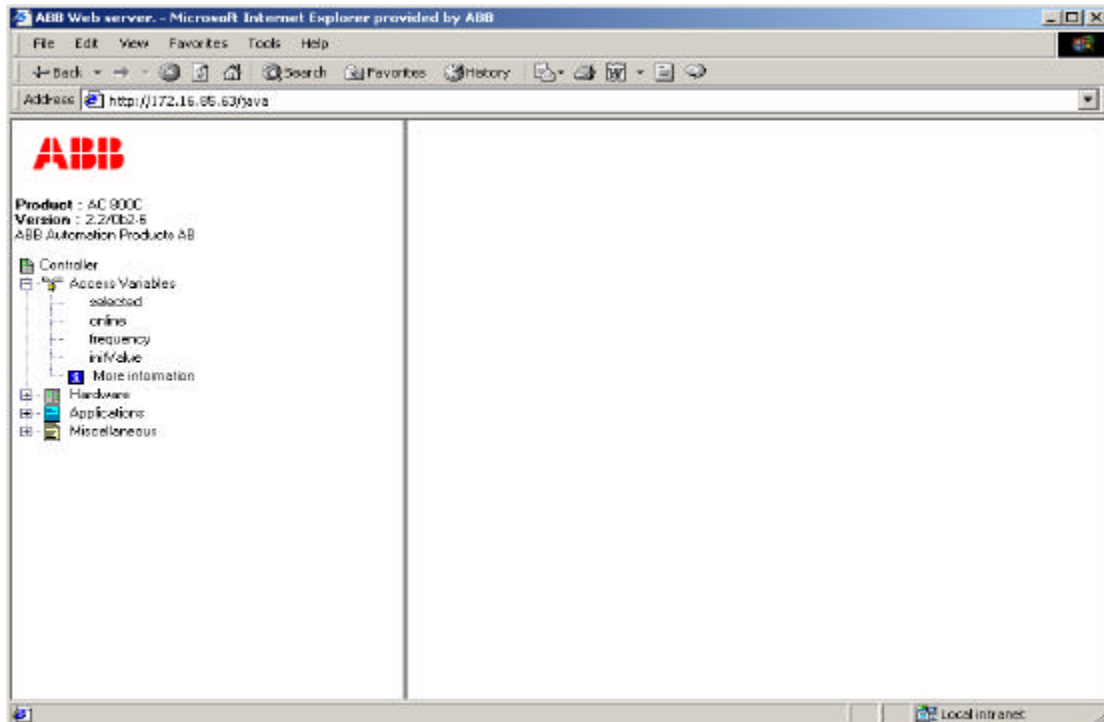 ABB Web server. - Microsoft Internet Explorer provided by ABB
File Edit View Favorites Tools Help
Back Search Favorites History
Address http://172.16.85.63/java
ABB
Product : AC 800C
Version : 2.2/0b2-6
ABB Automation Products AB
Controller
Access Variables
selected
online
frequency
initValue
More information
Hardware
Applications
Miscellaneous
Local intranet